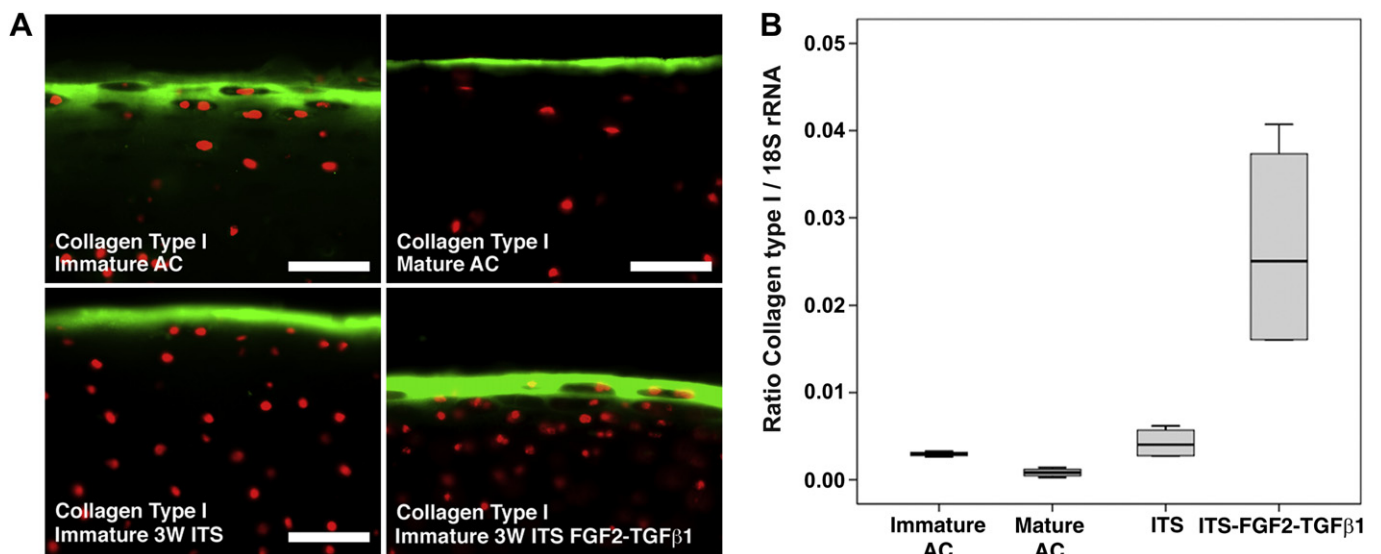 A
Collagen Type I
Immature AC
Collagen Type I
Mature AC
Collagen Type I
Immature 3W ITS
Collagen Type I
Immature 3W ITS FGF2-TGFβ1
B
Ratio Collagen type I / 18S rRNA
0.05
0.04
0.03
0.02
0.01
0.00
Immature
AC
Mature
AC
ITS
ITS-FGF2-TGFβ1